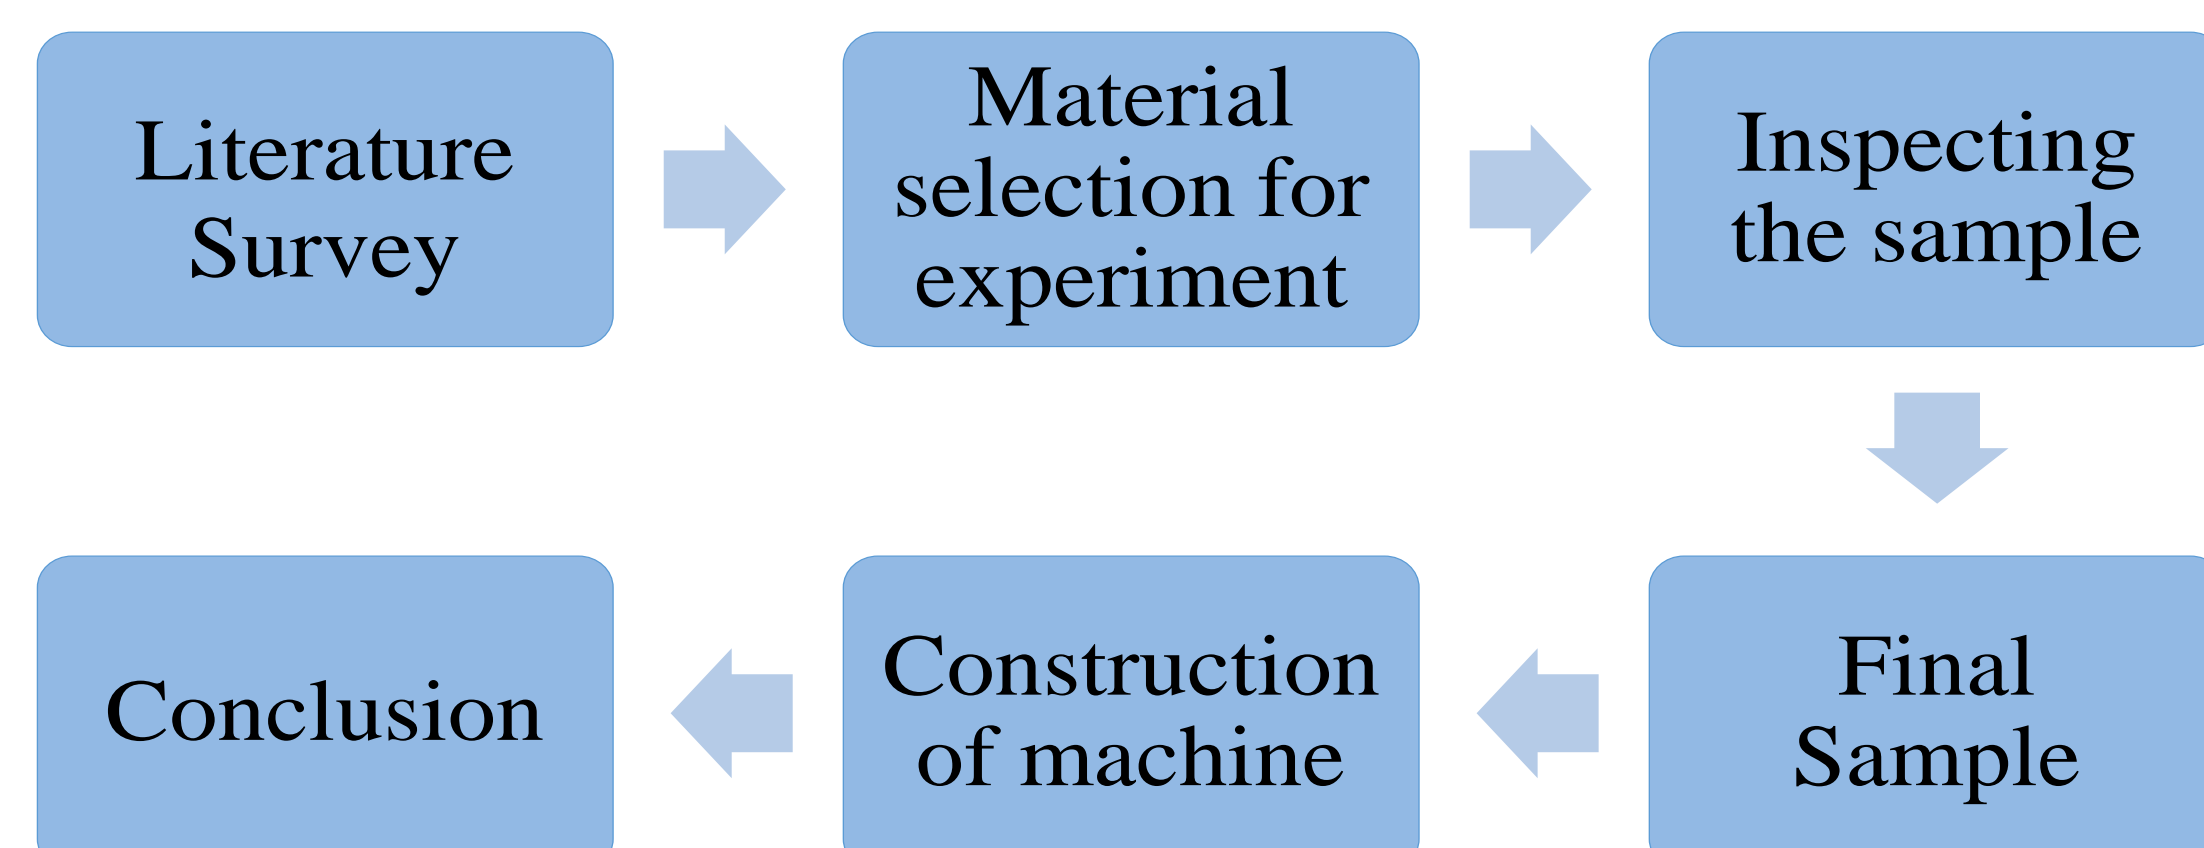 Literature
Survey
Material
selection for
experiment
Inspecting
the sample
Final
Sample
Construction
of machine
Conclusion